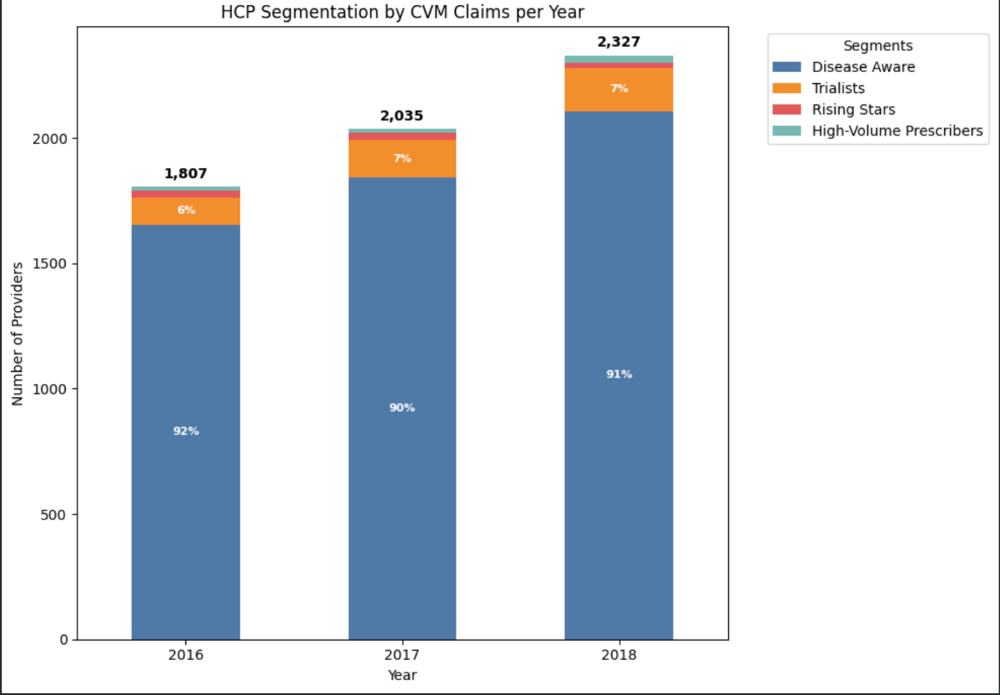 HCP Segmentation by CVM Claims per Year
2,327
2,035
1,807
7%
7%
6%
91%
90%
92%
Number of Providers
2000
1500
1000
500
0
2016
2017
2018
Year
Segments
Disease Aware
Trialists
Rising Stars
High-Volume Prescribers